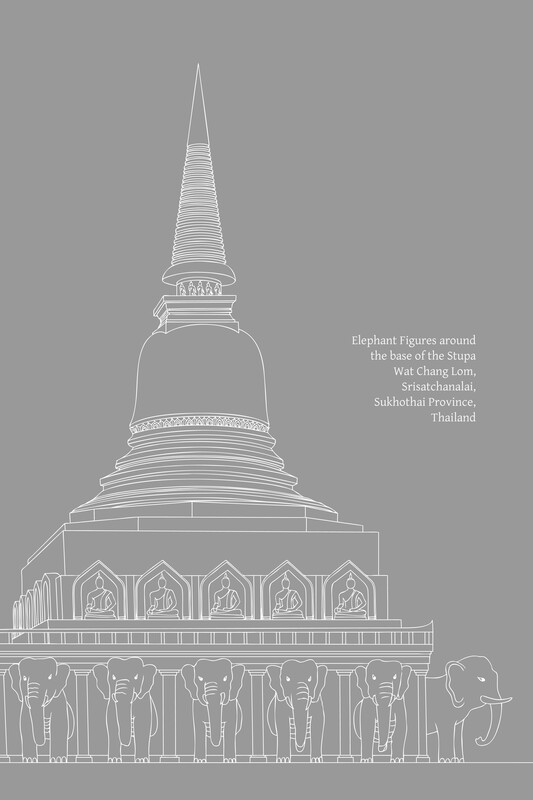 Elephant Figures around
the base of the Stupa
Wat Chang Lom,
Srisatchanalai,
Sukhothai Province,
Thailand